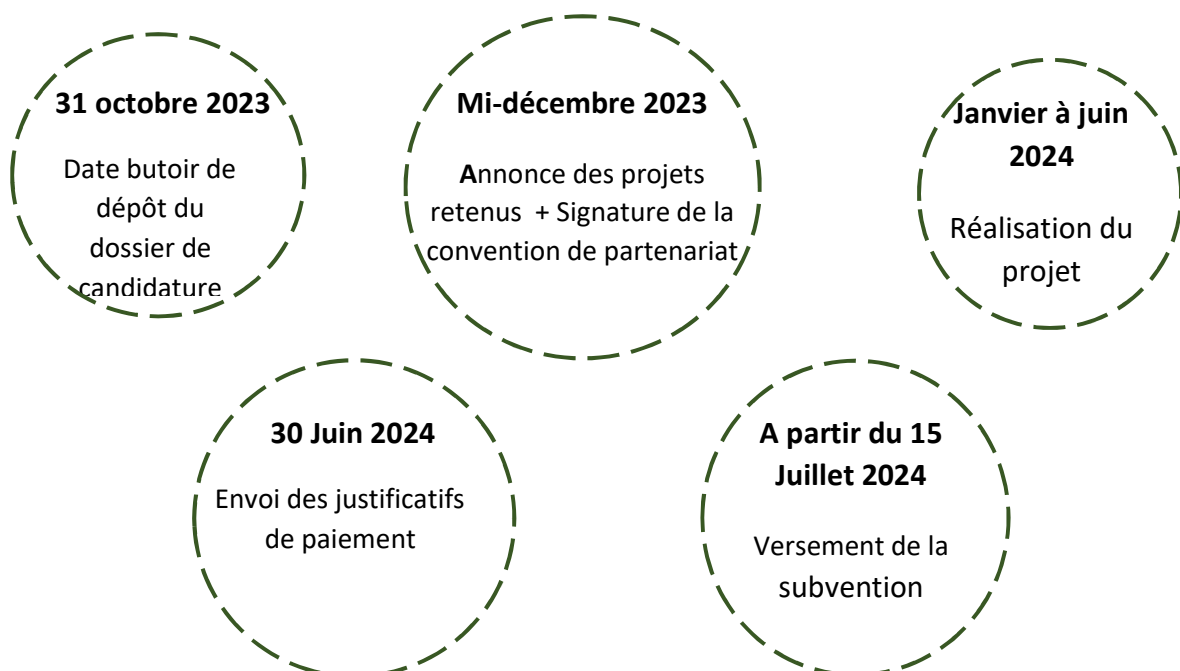 31 octobre 2023
Date butoir de
dépôt du
dossier de
candidature
Mi-décembre 2023
Annonce des projets
retenus + Signature de la
convention de partenariat
Janvier à juin
2024
Réalisation du
projet
30 Juin 2024
Envoi des justificatifs
de paiement
A partir du 15
Juillet 2024
Versement de la
subvention